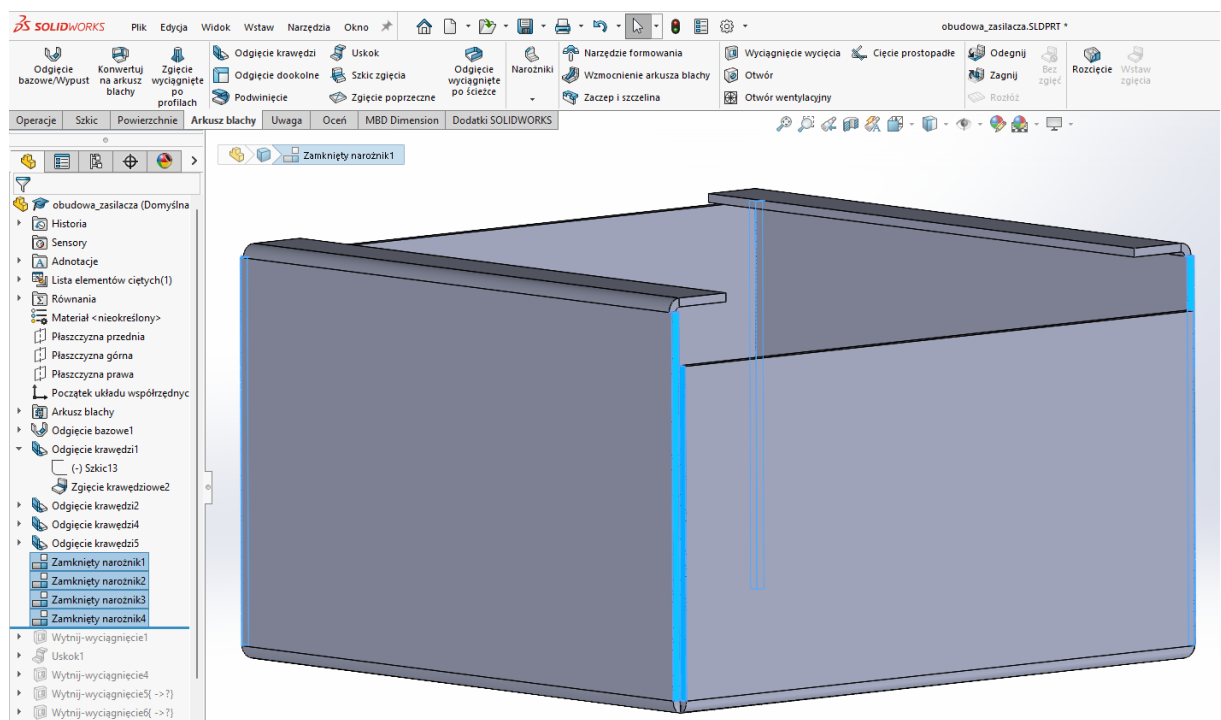 SOLIDWORKS Plik Edycja Widok Wstaw Narzędzia Okno obudowa_zasilacza.SLDPRT *
Odgięcie bazowe/Wypust
Konwertuj na arkusz blachy
Zgięcie wyciągnięte po profilach
Odgięcie krawędzi
Odgięcie dookolne
Podwinięcie
Uskok
Szkic zgięcia
Zgięcie poprzeczne
Odgięcie wyciągnięte po ścieżce
Narożniki
Narzędzie formowania
Wzmocnienie arkusza blachy
Zaczep i szczelina
Wyciągnięcie wycięcia
Otwór
Otwór wentylacyjny
Cięcie prostopadłe
Odegnij
Zagnij
Rozłóż
Bez zgięć
Rozcięcie
Wstaw zgięcia
Operacje Szkic Powierzchnie Arkusz blachy Uwaga Oceń MBD Dimension Dodatki SOLIDWORKS
Zamknięty narożnik1
obudowa_zasilacza (Domyślna
Historia
Sensory
Adnotacje
Lista elementów ciętych(1)
Równania
Materiał <nieokreślony>
Płaszczyzna przednia
Płaszczyzna górna
Płaszczyzna prawa
Początek układu współrzędnyc
Arkusz blachy
Odgięcie bazowe1
Odgięcie krawędzi1
(-) Szkic13
Zgięcie krawędziowe2
Odgięcie krawędzi2
Odgięcie krawędzi4
Odgięcie krawędzi5
Zamknięty narożnik1
Zamknięty narożnik2
Zamknięty narożnik3
Zamknięty narożnik4
Wytnij-wyciągnięcie1
Uskok1
Wytnij-wyciągnięcie4
Wytnij-wyciągnięcie5{ ->?}
Wytnij-wyciągnięcie6{ ->?}